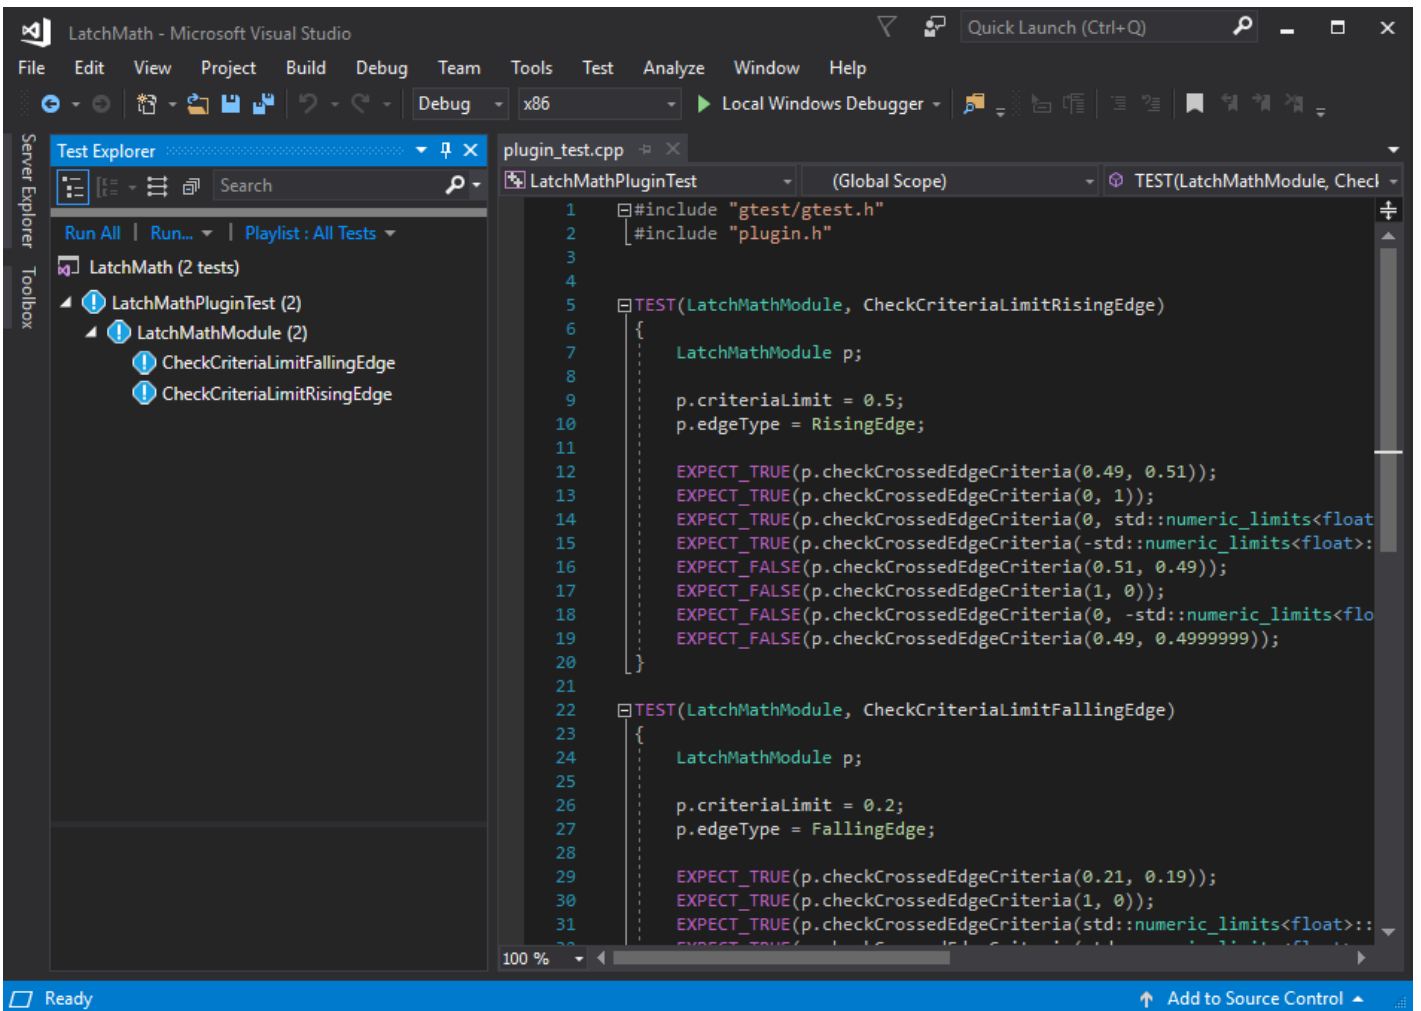 LatchMath - Microsoft Visual Studio
Quick Launch (Ctrl+Q)
File Edit View Project Build Debug Team Tools Test Analyze Window Help
Debug x86 Local Windows Debugger
Server Explorer
Toolbox
Test Explorer
Search
Run All | Run... | Playlist : All Tests
LatchMath (2 tests)
LatchMathPluginTest (2)
LatchMathModule (2)
CheckCriteriaLimitFallingEdge
CheckCriteriaLimitRisingEdge
plugin_test.cpp
LatchMathPluginTest (Global Scope) TEST(LatchMathModule, Checl
1 #include "gtest/gtest.h"
2 #include "plugin.h"
3
4
5 TEST(LatchMathModule, CheckCriteriaLimitRisingEdge)
6 {
7 LatchMathModule p;
8
9 p.criteriaLimit = 0.5;
10 p.edgeType = RisingEdge;
11
12 EXPECT_TRUE(p.checkCrossedEdgeCriteria(0.49, 0.51));
13 EXPECT_TRUE(p.checkCrossedEdgeCriteria(0, 1));
14 EXPECT_TRUE(p.checkCrossedEdgeCriteria(0, std::numeric_limits<float
15 EXPECT_TRUE(p.checkCrossedEdgeCriteria(-std::numeric_limits<float>:
16 EXPECT_FALSE(p.checkCrossedEdgeCriteria(0.51, 0.49));
17 EXPECT_FALSE(p.checkCrossedEdgeCriteria(1, 0));
18 EXPECT_FALSE(p.checkCrossedEdgeCriteria(0, -std::numeric_limits<flo
19 EXPECT_FALSE(p.checkCrossedEdgeCriteria(0.49, 0.4999999));
20 }
21
22 TEST(LatchMathModule, CheckCriteriaLimitFallingEdge)
23 {
24 LatchMathModule p;
25
26 p.criteriaLimit = 0.2;
27 p.edgeType = FallingEdge;
28
29 EXPECT_TRUE(p.checkCrossedEdgeCriteria(0.21, 0.19));
30 EXPECT_TRUE(p.checkCrossedEdgeCriteria(1, 0));
31 EXPECT_TRUE(p.checkCrossedEdgeCriteria(std::numeric_limits<float>::
100 %
Ready
Add to Source Control